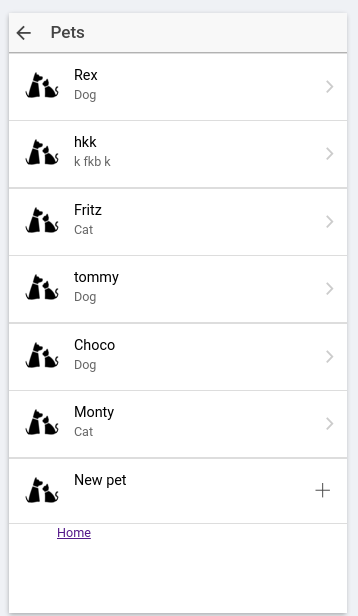 Pets
Rex
Dog
hkk
k fkb k
Fritz
Cat
tommy
Dog
Choco
Dog
Monty
Cat
New pet
Home